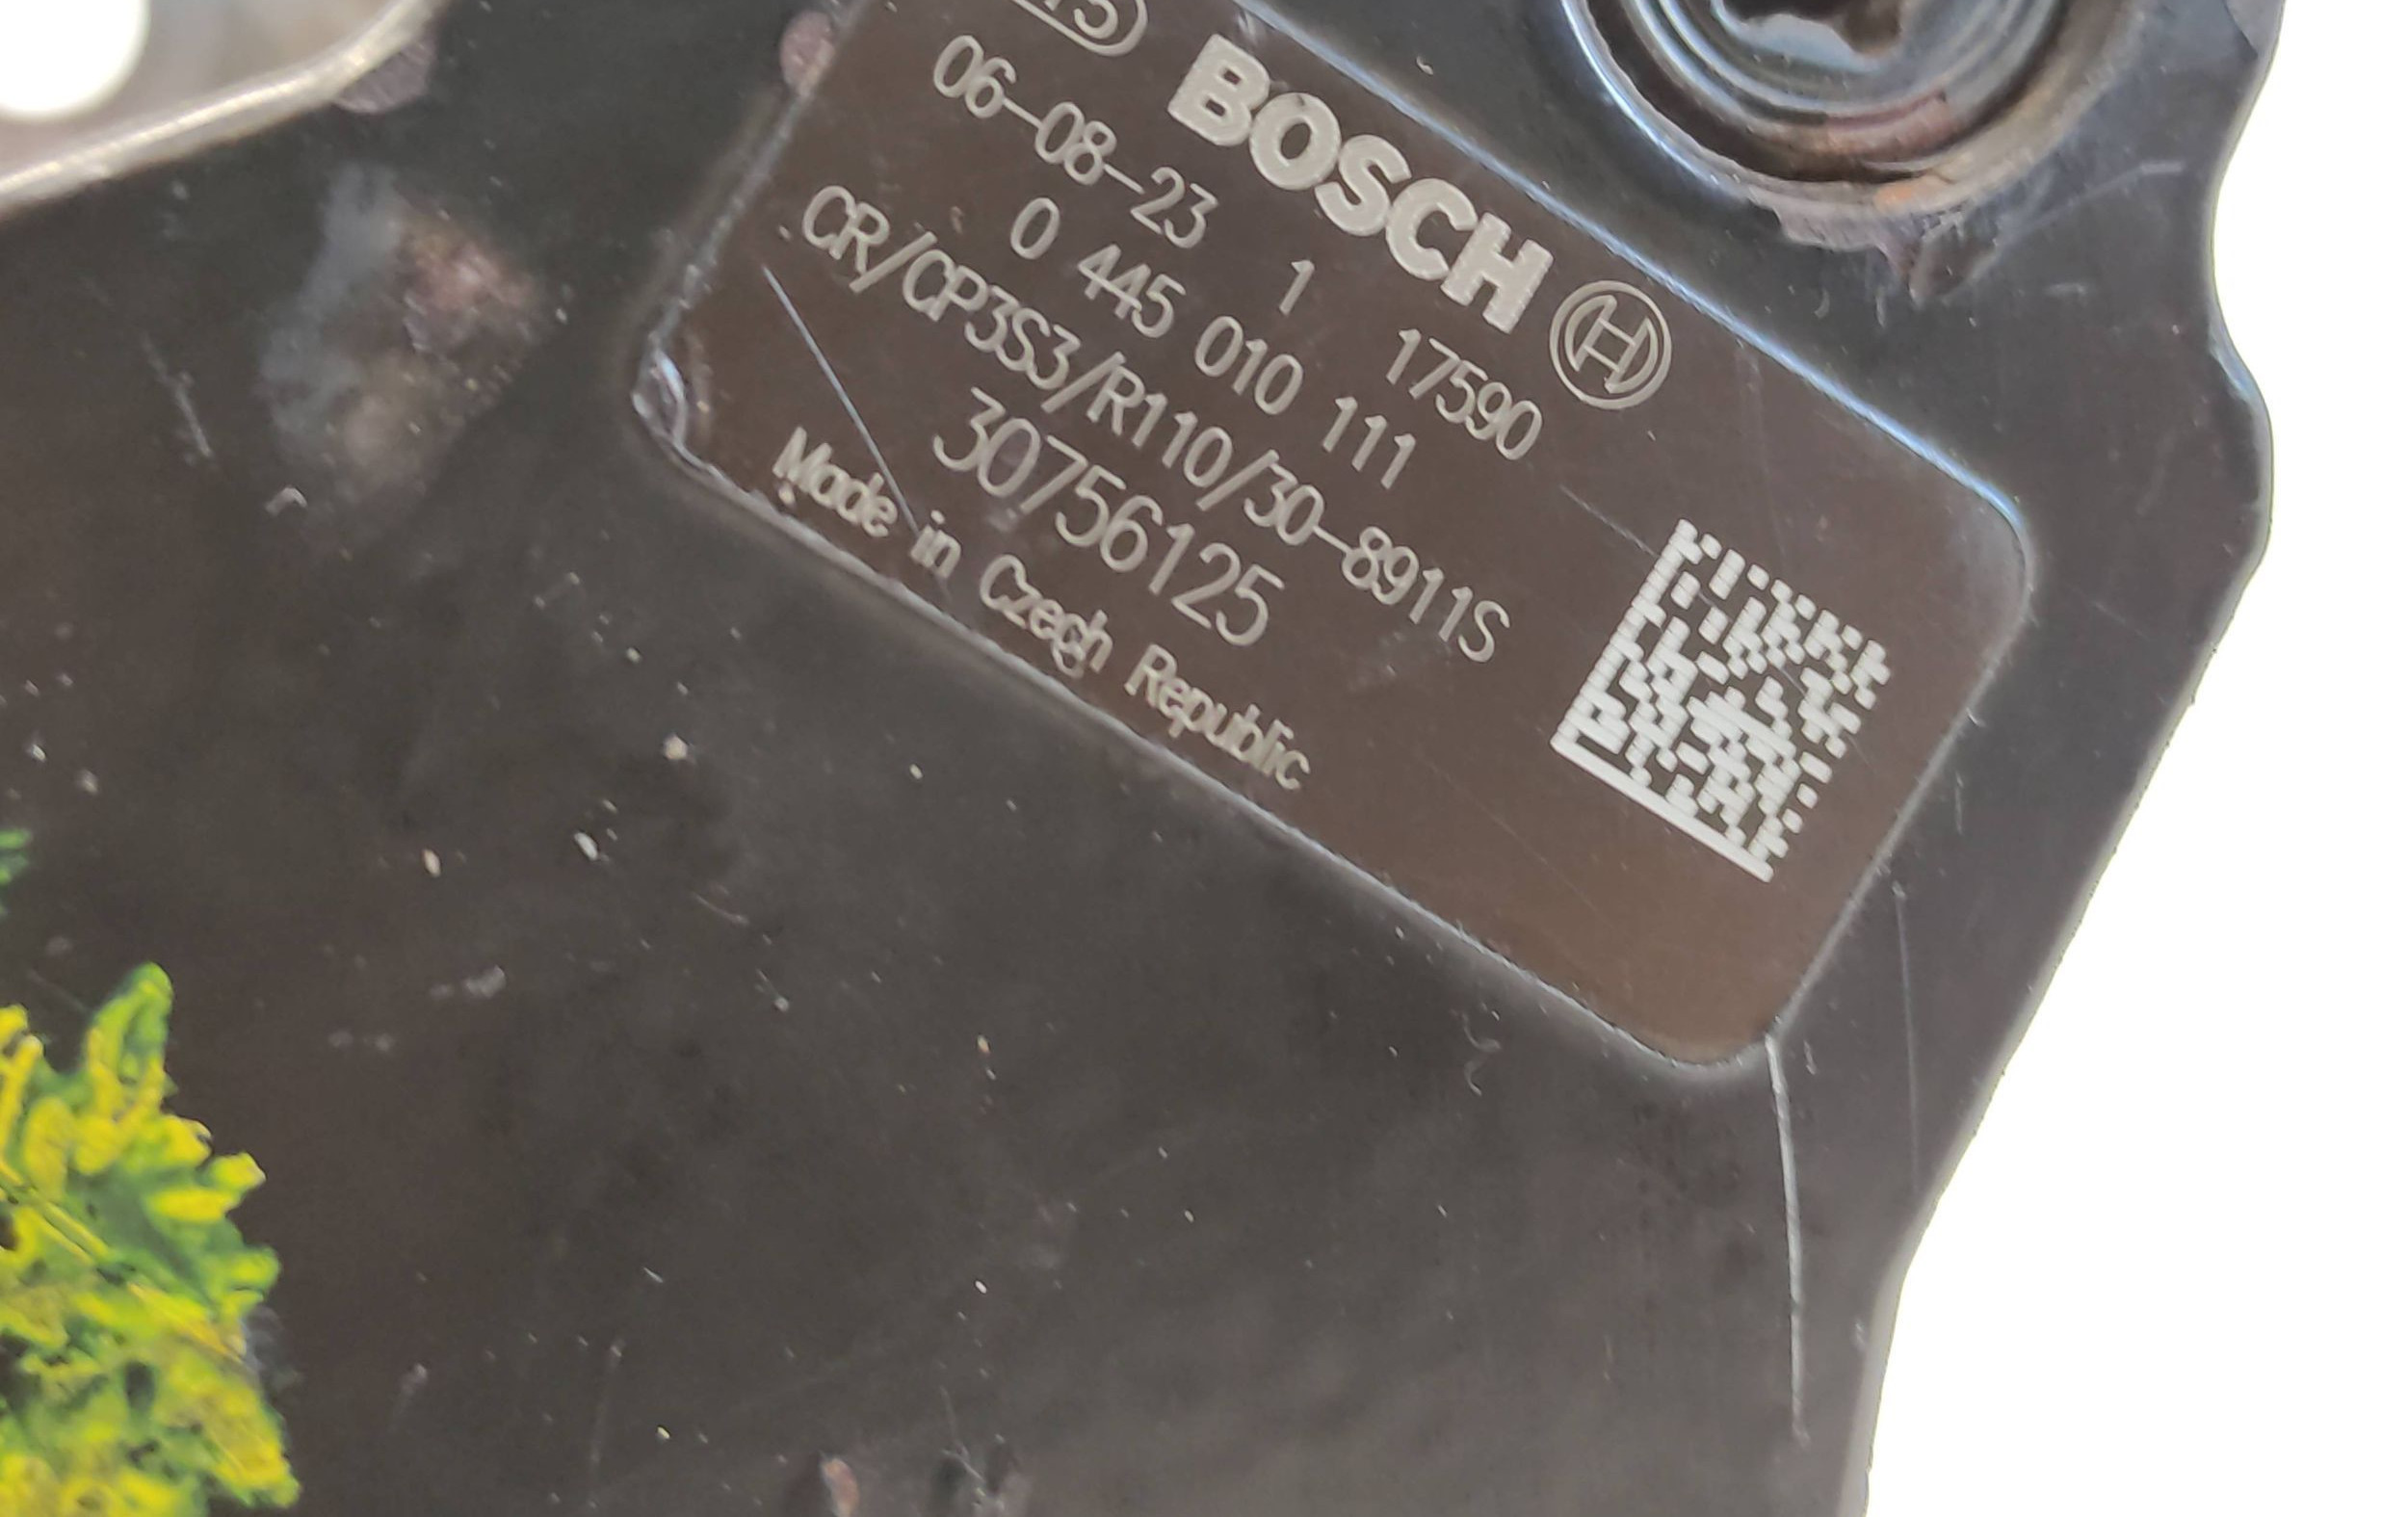 BOSCH
06-08-23 1 17590
0 445 010 111
CR/CP3S3/R110/30-8911S
30756125
Made in Czech Republic